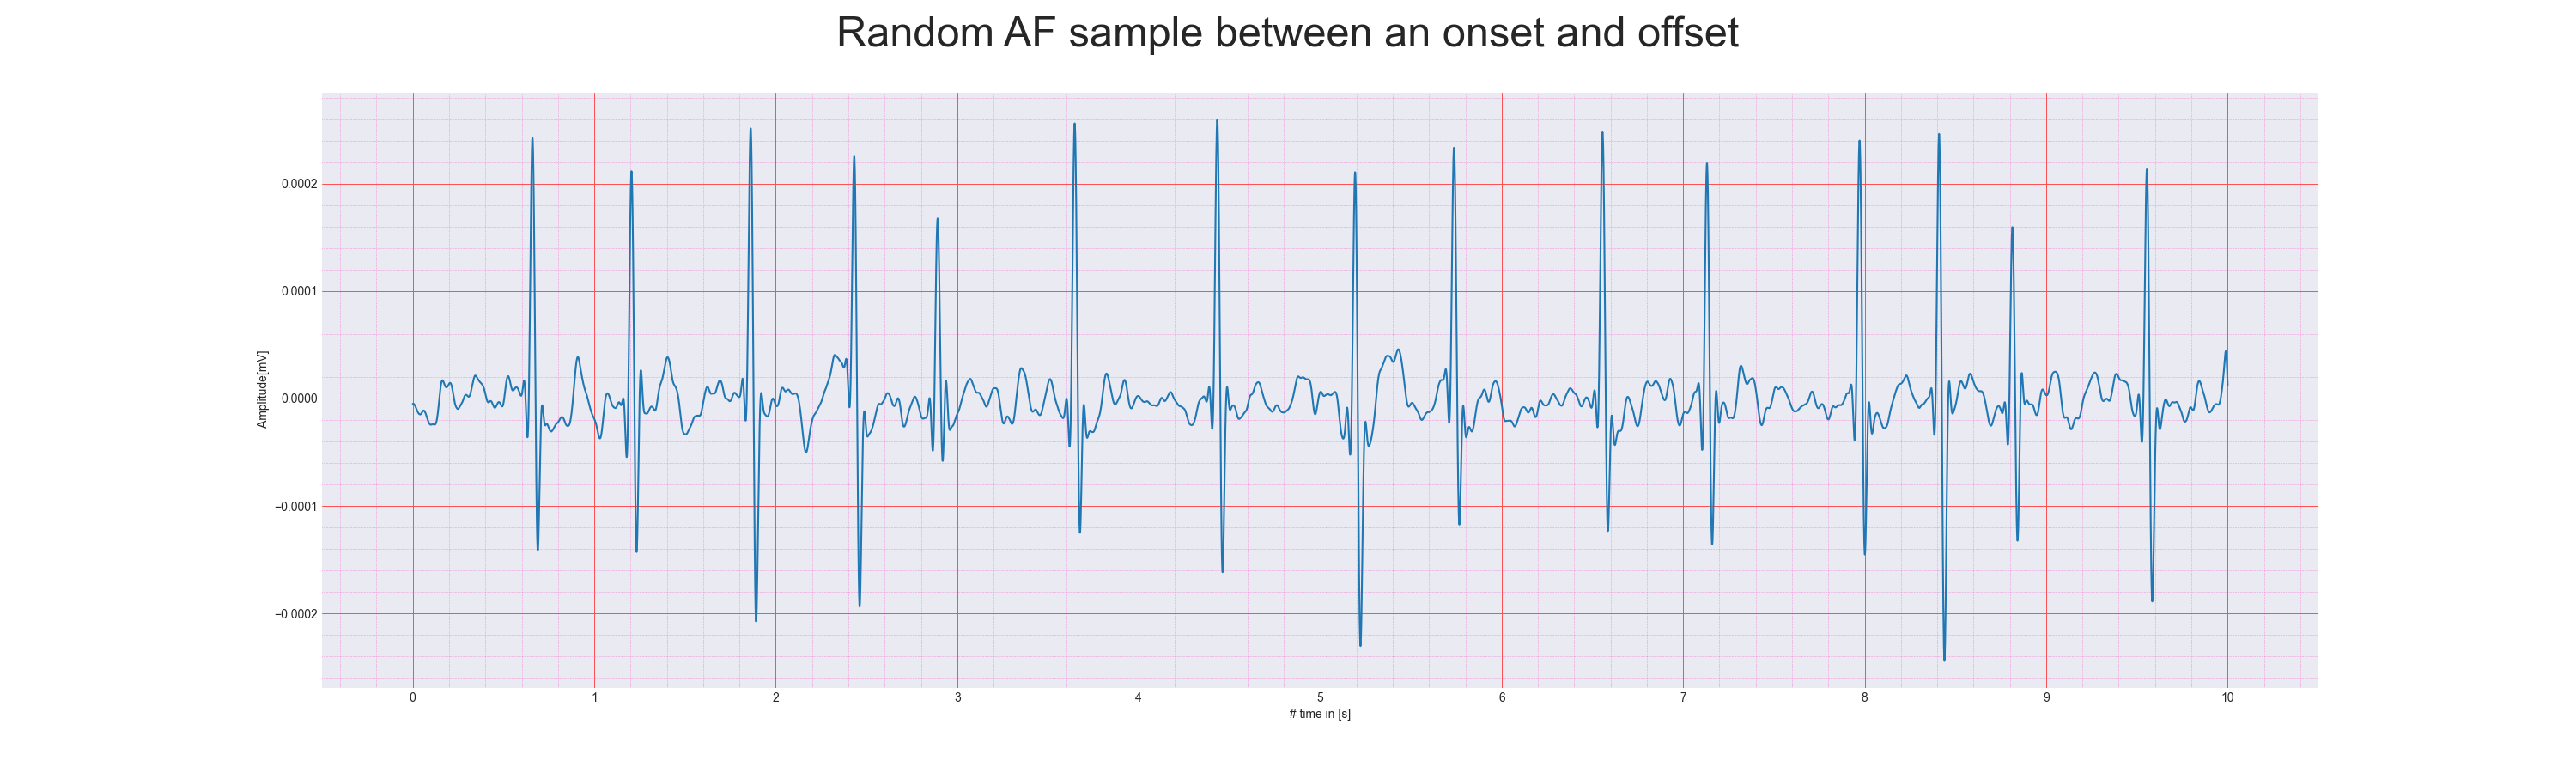 Random AF sample between an onset and offset
Amplitude[mV]
0.0002
0.0001
0.0000
−0.0001
−0.0002
0 1 2 3 4 5 6 7 8 9 10
# time in [s]